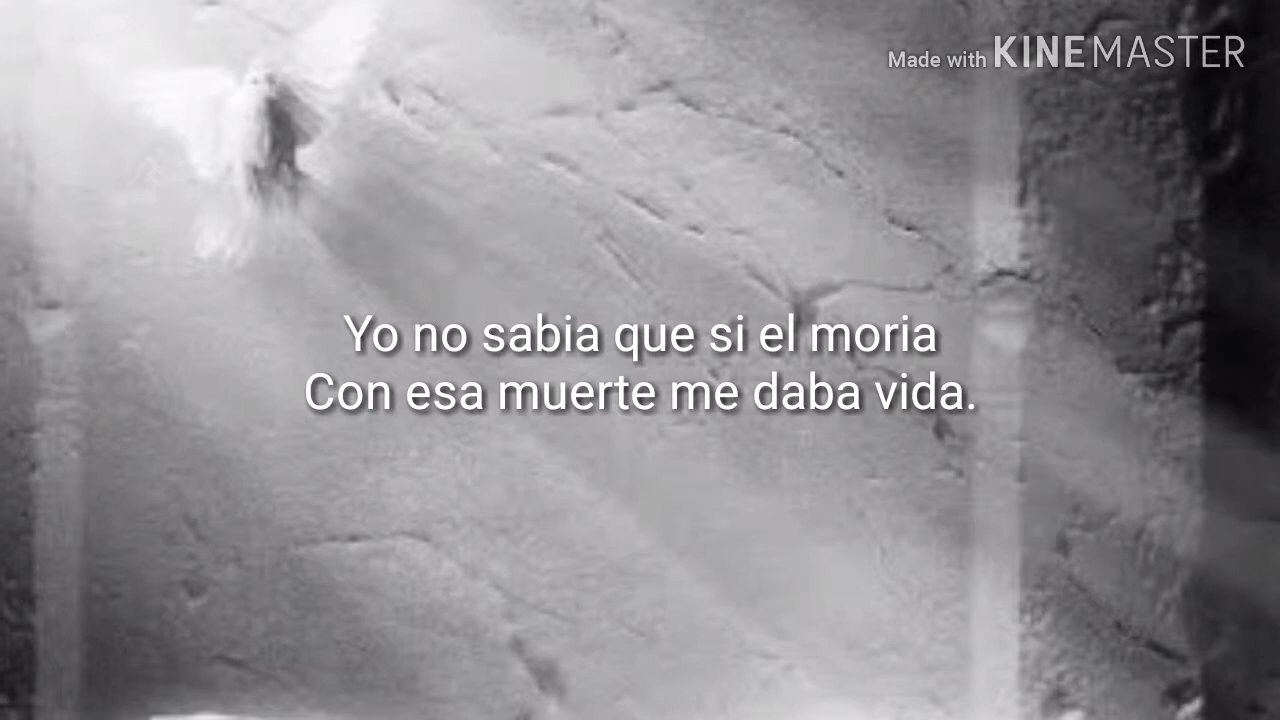 Made with KINEMASTER
Yo no sabia que si el moria
Con esa muerte me daba vida.